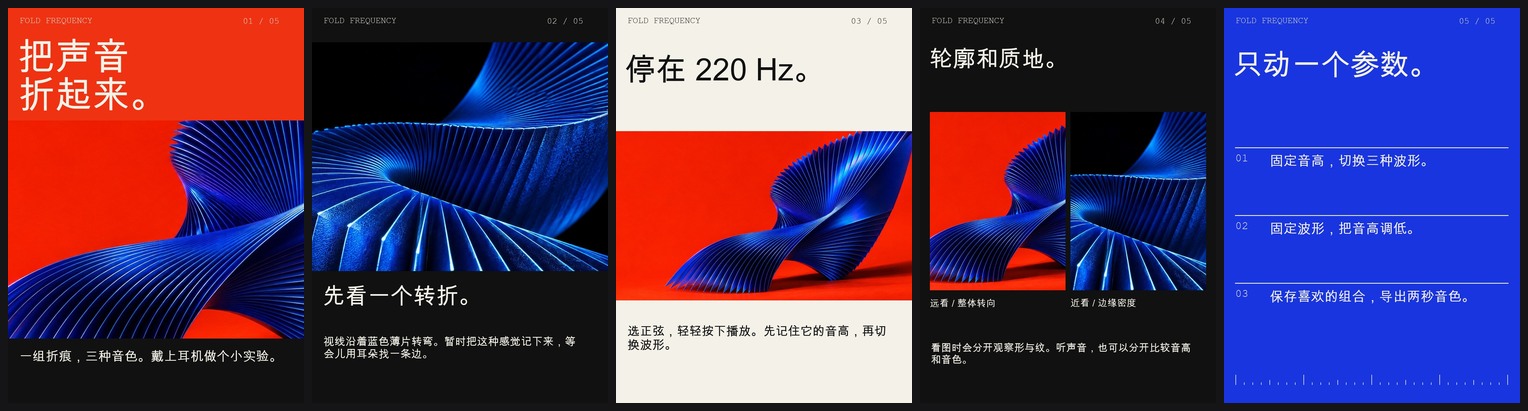 FOLD FREQUENCY
01 / 05
把声音
折起来。
一组折痕，三种音色。戴上耳机做个小实验。
FOLD FREQUENCY
02 / 05
先看一个转折。
视线沿着蓝色薄片转弯。暂时把这种感觉记下来，等
会儿用耳朵找一条边。
FOLD FREQUENCY
03 / 05
停在 220 Hz。
选正弦，轻轻按下播放。先记住它的音高，再切
换波形。
FOLD FREQUENCY
04 / 05
轮廓和质地。
远看 / 整体转向
近看 / 边缘密度
看图时会分开观察形与纹。听声音，也可以分开比较音高
和音色。
FOLD FREQUENCY
05 / 05
只动一个参数。
01
固定音高，切换三种波形。
02
固定波形，把音高调低。
03
保存喜欢的组合，导出两秒音色。